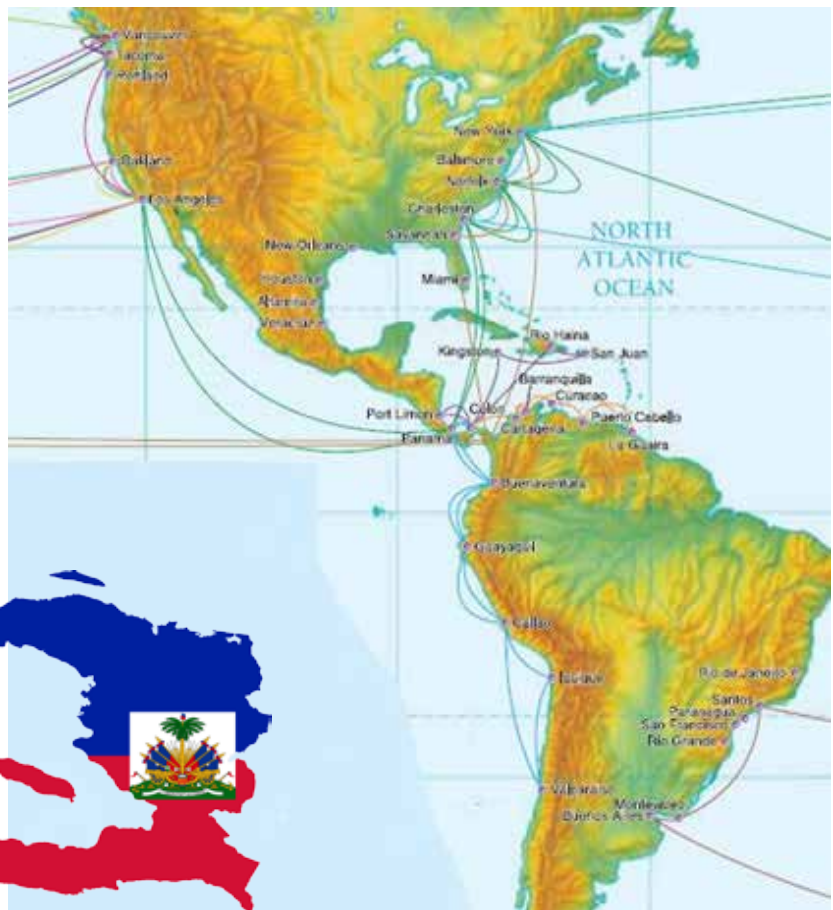 Vancouver
Tacoma
Portland
New York
Baltimore
Oakland
Norfolk
Los Angeles
Charleston
Savannah
NORTH
ATLANTIC
OCEAN
New Orleans
Houston
Miami
Altamira
Veracruz
Rio Haina
Kingston
San Juan
Barranquilla
Curacao
Port Limon
Colon
Puerto Cabello
Cartagena
Panama
La Guaira
Buenaventura
Guayaquil
Callao
Iquique
Rio de Janeiro
Santos
Paranagua
San Francisco
Rio Grande
Valparaiso
Montevideo
Buenos Aires